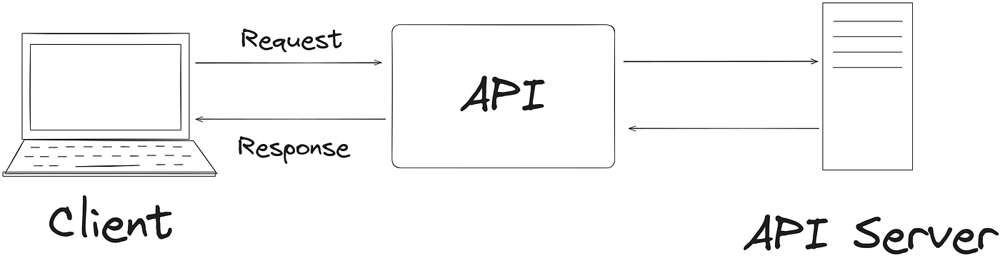 Request
API
Response
Client
API Server